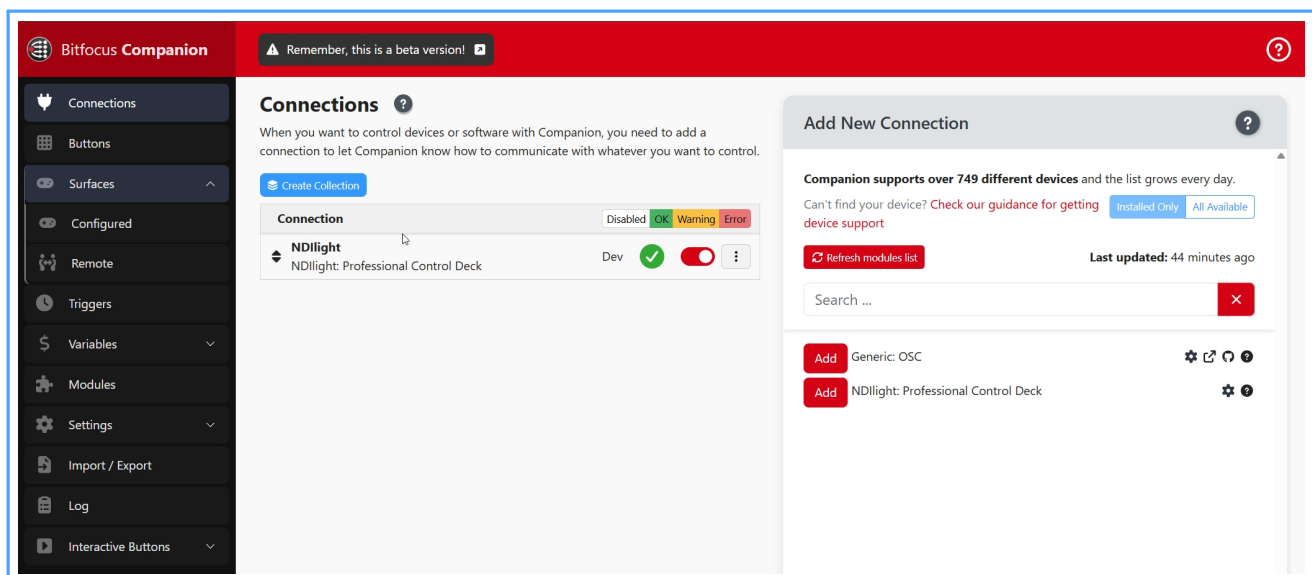 Bitfocus Companion
Remember, this is a beta version!
Connections
Buttons
Surfaces
Configured
Remote
Triggers
Variables
Modules
Settings
Import / Export
Log
Interactive Buttons
Connections
When you want to control devices or software with Companion, you need to add a
connection to let Companion know how to communicate with whatever you want to control.
Create Collection
Connection Disabled OK Warning Error
NDIlight
NDIlight: Professional Control Deck Dev
Add New Connection
Companion supports over 749 different devices and the list grows every day.
Can't find your device? Check our guidance for getting
device support
Installed Only All Available
Refresh modules list Last updated: 44 minutes ago
Search ...
Add Generic: OSC
Add NDIlight: Professional Control Deck